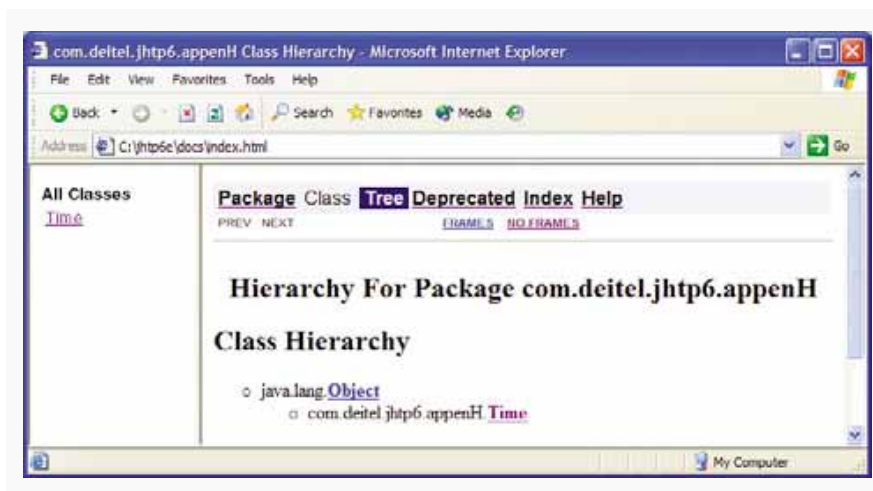 com.deitel.jhtp6.appenH Class Hierarchy - Microsoft Internet Explorer
File Edit View Favorites Tools Help
Back Search Favorites Media
Address C:\jhtp6e\docs\index.html Go
All Classes
Time
Package Class Tree Deprecated Index Help
PREV NEXT FRAMES NO FRAMES
Hierarchy For Package com.deitel.jhtp6.appenH
Class Hierarchy
java.lang.Object
com.deitel.jhtp6.appenH.Time
My Computer